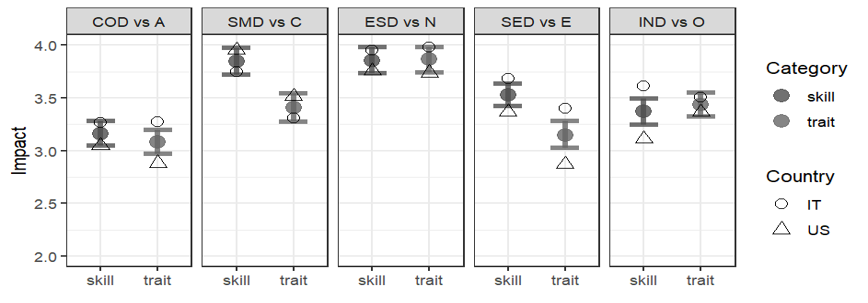 COD vs A
SMD vs C
ESD vs N
SED vs E
IND vs O
Impact
4.0
3.5
3.0
2.5
2.0
skill trait
skill trait
skill trait
skill trait
skill trait
Category
skill
trait
Country
IT
US